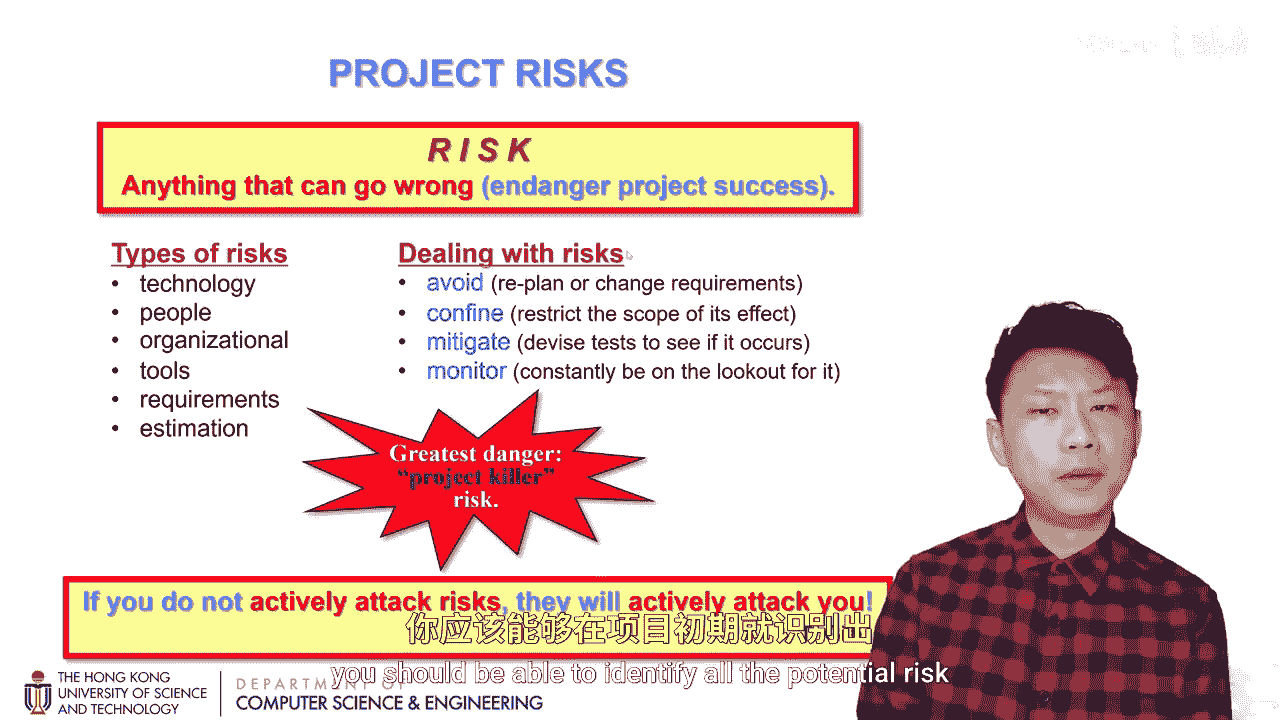 PROJECT RISKS
R I S K
Anything that can go wrong (endanger project success).
Types of risks
• technology
• people
• organizational
• tools
• requirements
• estimation
Dealing with risks
• avoid (re-plan or change requirements)
• confine (restrict the scope of its effect)
• mitigate (devise tests to see if it occurs)
• monitor (constantly be on the lookout for it)
Greatest danger:
“project killer”
risk.
If you do not actively attack risks, they will actively attack you!
你应该能够在项目初期就识别出
you should be able to identify all the potential risk
THE HONG KONG
UNIVERSITY OF SCIENCE
AND TECHNOLOGY
DEPARTMENT OF
COMPUTER SCIENCE & ENGINEERING